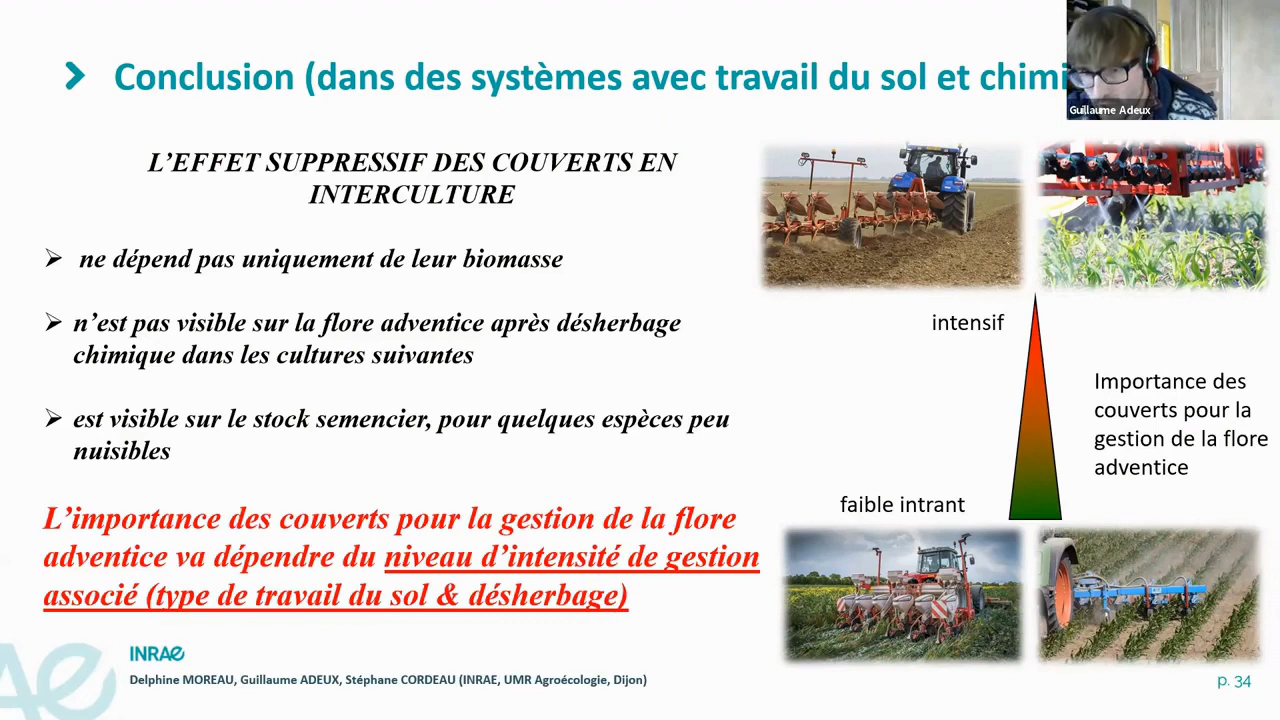 Conclusion (dans des systèmes avec travail du sol et chimi
Guillaume Adeux
L'EFFET SUPPRESSIF DES COUVERTS EN
INTERCULTURE
ne dépend pas uniquement de leur biomasse
n'est pas visible sur la flore adventice après désherbage
chimique dans les cultures suivantes
est visible sur le stock semencier, pour quelques espèces peu
nuisibles
L'importance des couverts pour la gestion de la flore
adventice va dépendre du niveau d'intensité de gestion
associé (type de travail du sol & désherbage)
intensif
Importance des
couverts pour la
gestion de la flore
adventice
faible intrant
INRAE
Delphine MOREAU, Guillaume ADEUX, Stéphane CORDEAU (INRAE, UMR Agroécologie, Dijon)
p. 34